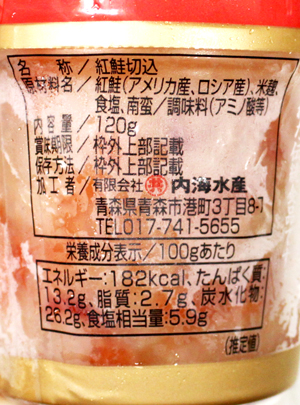 名称/紅鮭切込
原材料名/紅鮭(アメリカ産、ロシア産)、米麹、
食塩、南蛮/調味料(アミノ酸等)
内容量/120g
賞味期限/枠外上部記載
保存方法/枠外上部記載
加工者/有限会社 内海水産
青森県青森市港町3丁目8-1
TEL017-741-5655
栄養成分表示/100gあたり
エネルギー:182kcal、たんぱく質:
13.2g、脂質:2.7g、炭水化物:
26.2g、食塩相当量:5.9g
(推定値)